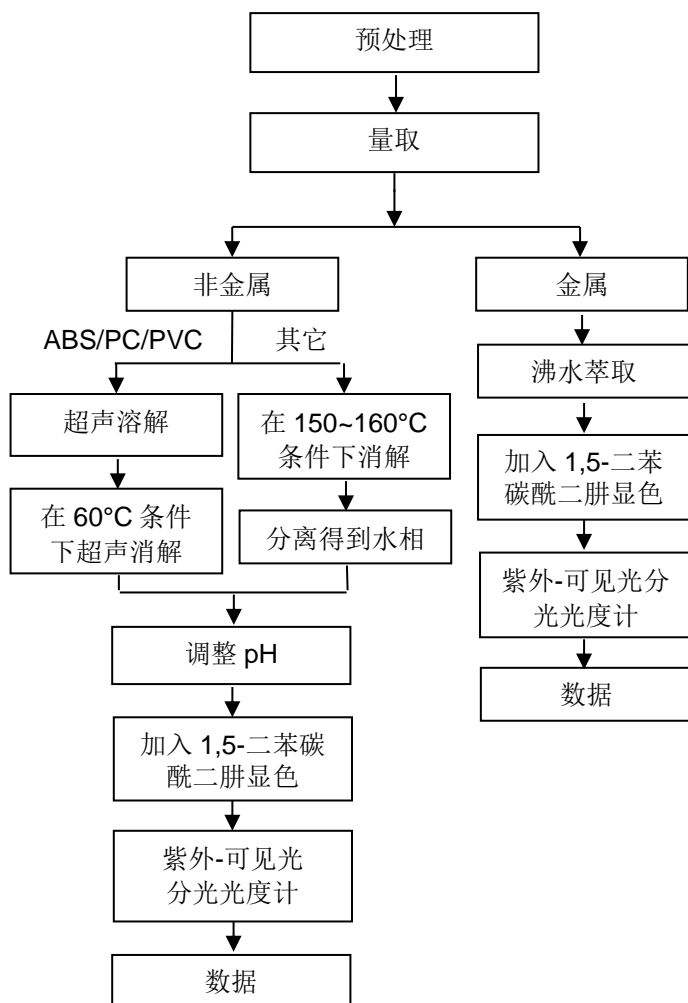 预处理
量取
非金属
金属
ABS/PC/PVC
其它
沸水萃取
超声溶解
在 150~160°C
条件下消解
加入 1,5-二苯
碳酰二肼显色
在 60°C 条件
下超声消解
分离得到水相
紫外-可见光分
光光度计
调整 pH
数据
加入 1,5-二苯碳
酰二肼显色
紫外-可见光
分光光度计
数据